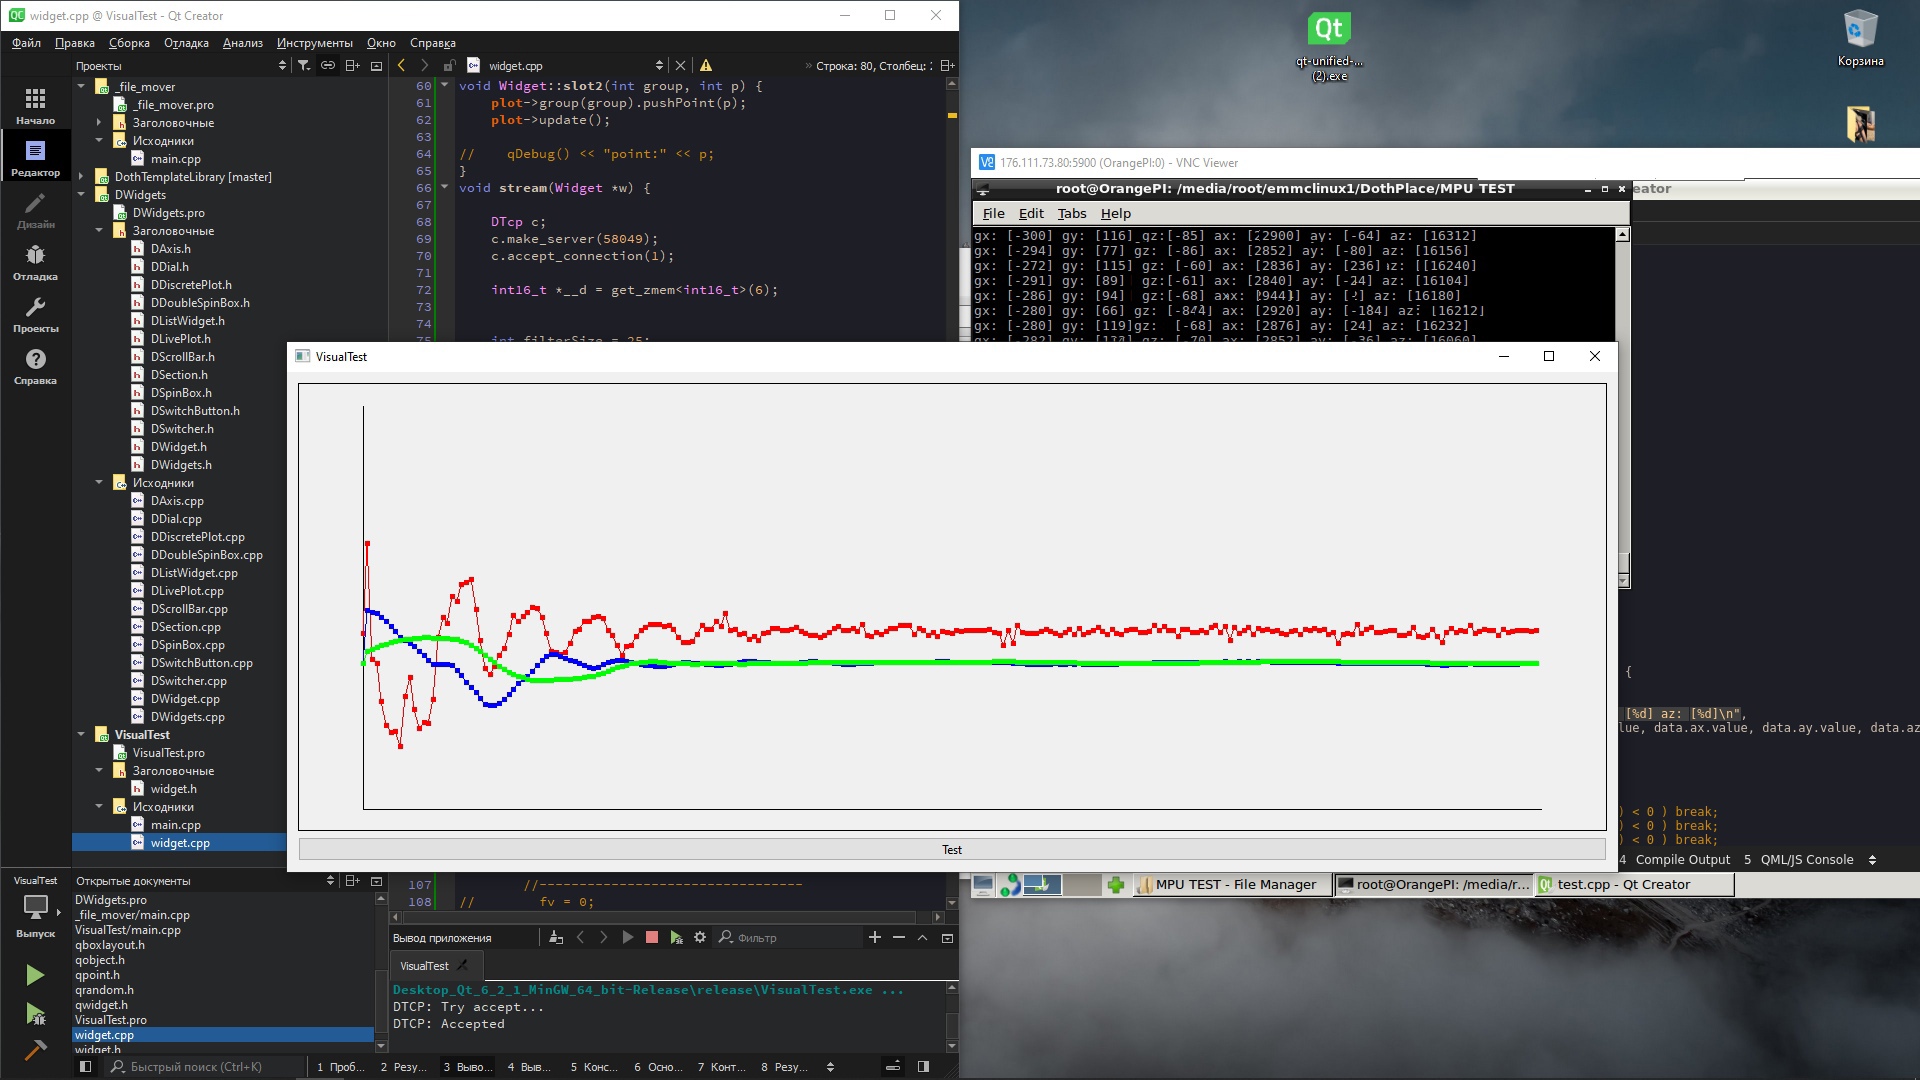 widget.cpp @ VisualTest - Qt Creator
Файл Правка Сборка Отладка Анализ Инструменты Окно Справка
Проекты
widget.cpp
Строка: 80, Столбец:
Начало
Редактор
Дизайн
Отладка
Проекты
Справка
_file_mover
_file_mover.pro
Заголовочные
Исходники
main.cpp
DothTemplateLibrary [master]
DWidgets
DWidgets.pro
Заголовочные
DAxis.h
DDial.h
DDiscretePlot.h
DDoubleSpinBox.h
DListWidget.h
DLivePlot.h
DScrollBar.h
DSection.h
DSpinBox.h
DSwitchButton.h
DSwitcher.h
DWidget.h
DWidgets.h
Исходники
DAxis.cpp
DDial.cpp
DDiscretePlot.cpp
DDoubleSpinBox.cpp
DListWidget.cpp
DLivePlot.cpp
DScrollBar.cpp
DSection.cpp
DSpinBox.cpp
DSwitchButton.cpp
DSwitcher.cpp
DWidget.cpp
DWidgets.cpp
VisualTest
VisualTest.pro
Заголовочные
widget.h
Исходники
main.cpp
widget.cpp
60 void Widget::slot2(int group, int p) {
61 plot->group(group).pushPoint(p);
62 plot->update();
63
64 // qDebug() << "point:" << p;
65 }
66 void stream(Widget *w) {
67
68 DTcp c;
69 c.make_server(58049);
70 c.accept_connection(1);
71
72 int16_t *__d = get_zmem<int16_t>(6);
73
74
107 //---------------------------------
108 // fv = 0;
VisualTest
Выпуск
Открытые документы
DWidgets.pro
_file_mover/main.cpp
VisualTest/main.cpp
qboxlayout.h
qobject.h
qpoint.h
qrandom.h
qwidget.h
VisualTest.pro
widget.cpp
widget.h
Вывод приложения
Фильтр
VisualTest
Desktop_Qt_6_2_1_MinGW_64_bit-Release\release\VisualTest.exe ...
DTCP: Try accept...
DTCP: Accepted
Быстрый поиск (Ctrl+K)
1 Проб... 2 Резу... 3 Выво... 4 Выв... 5 Конс... 6 Осно... 7 Конт... 8 Резу...
VisualTest
Test
Qt
qt-unified-...
(2).exe
Корзина
176.111.73.80:5900 (OrangePI:0) - VNC Viewer
root@OrangePI: /media/root/emmclinux1/DothPlace/MPU TEST
eator
File Edit Tabs Help
gx: [-300] gy: [116] gz:[-85] ax: [22900] ay: [-64] az: [16312]
gx: [-294] gy: [77] gz: [-86] ax: [2852] ay: [-80] az: [16156]
gx: [-272] gy: [115] gz: [-60] ax: [2836] ay: [236] az: [[16240]
gx: [-291] gy: [89] gz:[-61] ax: [2840] ay: [-24] az: [16104]
gx: [-286] gy: [94] gz:[-68]
gx: [-280] gy: [66] ax: [2920] ay: [-184] az: [16212]
gx: [-280] gy: [119]gz: [-68] ax: [2876] ay: [24] az: [16232]
{
[%d] az: [%d]\n",
lue, data.ax.value, data.ay.value, data.az
) < 0 ) break;
) < 0 ) break;
) < 0 ) break;
4 Compile Output 5 QML/JS Console
MPU TEST - File Manager
root@OrangePI: /media/r...
test.cpp - Qt Creator